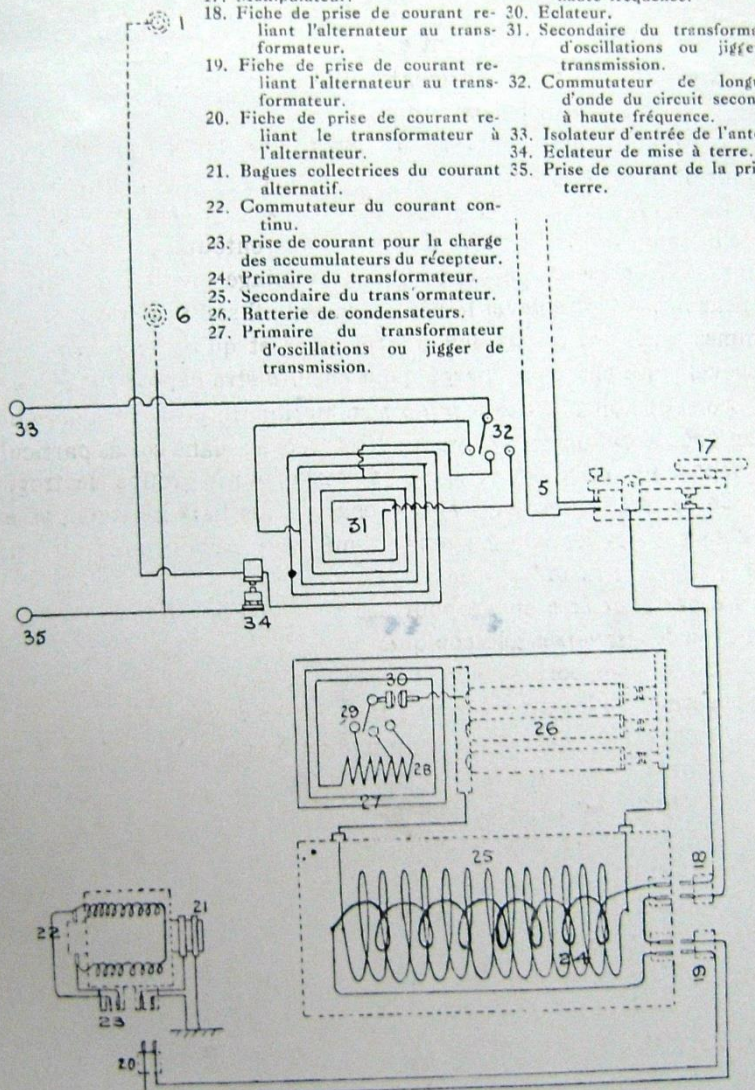 18. Fiche de prise de courant re-
liant l'alternateur au trans-
formateur.
19. Fiche de prise de courant re-
liant l'alternateur au trans-
formateur.
20. Fiche de prise de courant re-
liant le transformateur à
l'alternateur.
21. Bagues collectrices du courant
alternatif.
22. Commutateur du courant con-
tinu.
23. Prise de courant pour la charge
des accumulateurs du récepteur.
24. Primaire du transformateur.
25. Secondaire du trans ormateur.
26. Batterie de condensateurs.
27. Primaire du transformateur
d'oscillations ou jigger de
transmission.
30. Eclateur.
31. Secondaire du transforma
d'oscillations ou jigge
transmission.
32. Commutateur de longu
d'onde du circuit secon
à haute fréquence.
33. Isolateur d'entrée de l'ante
34. Eclateur de mise à terre.
35. Prise de courant de la pri
terre.
1
6
33
32
17
5
31
35
34
30
29
26
28
27
25
18
21
22
24
19
23
20